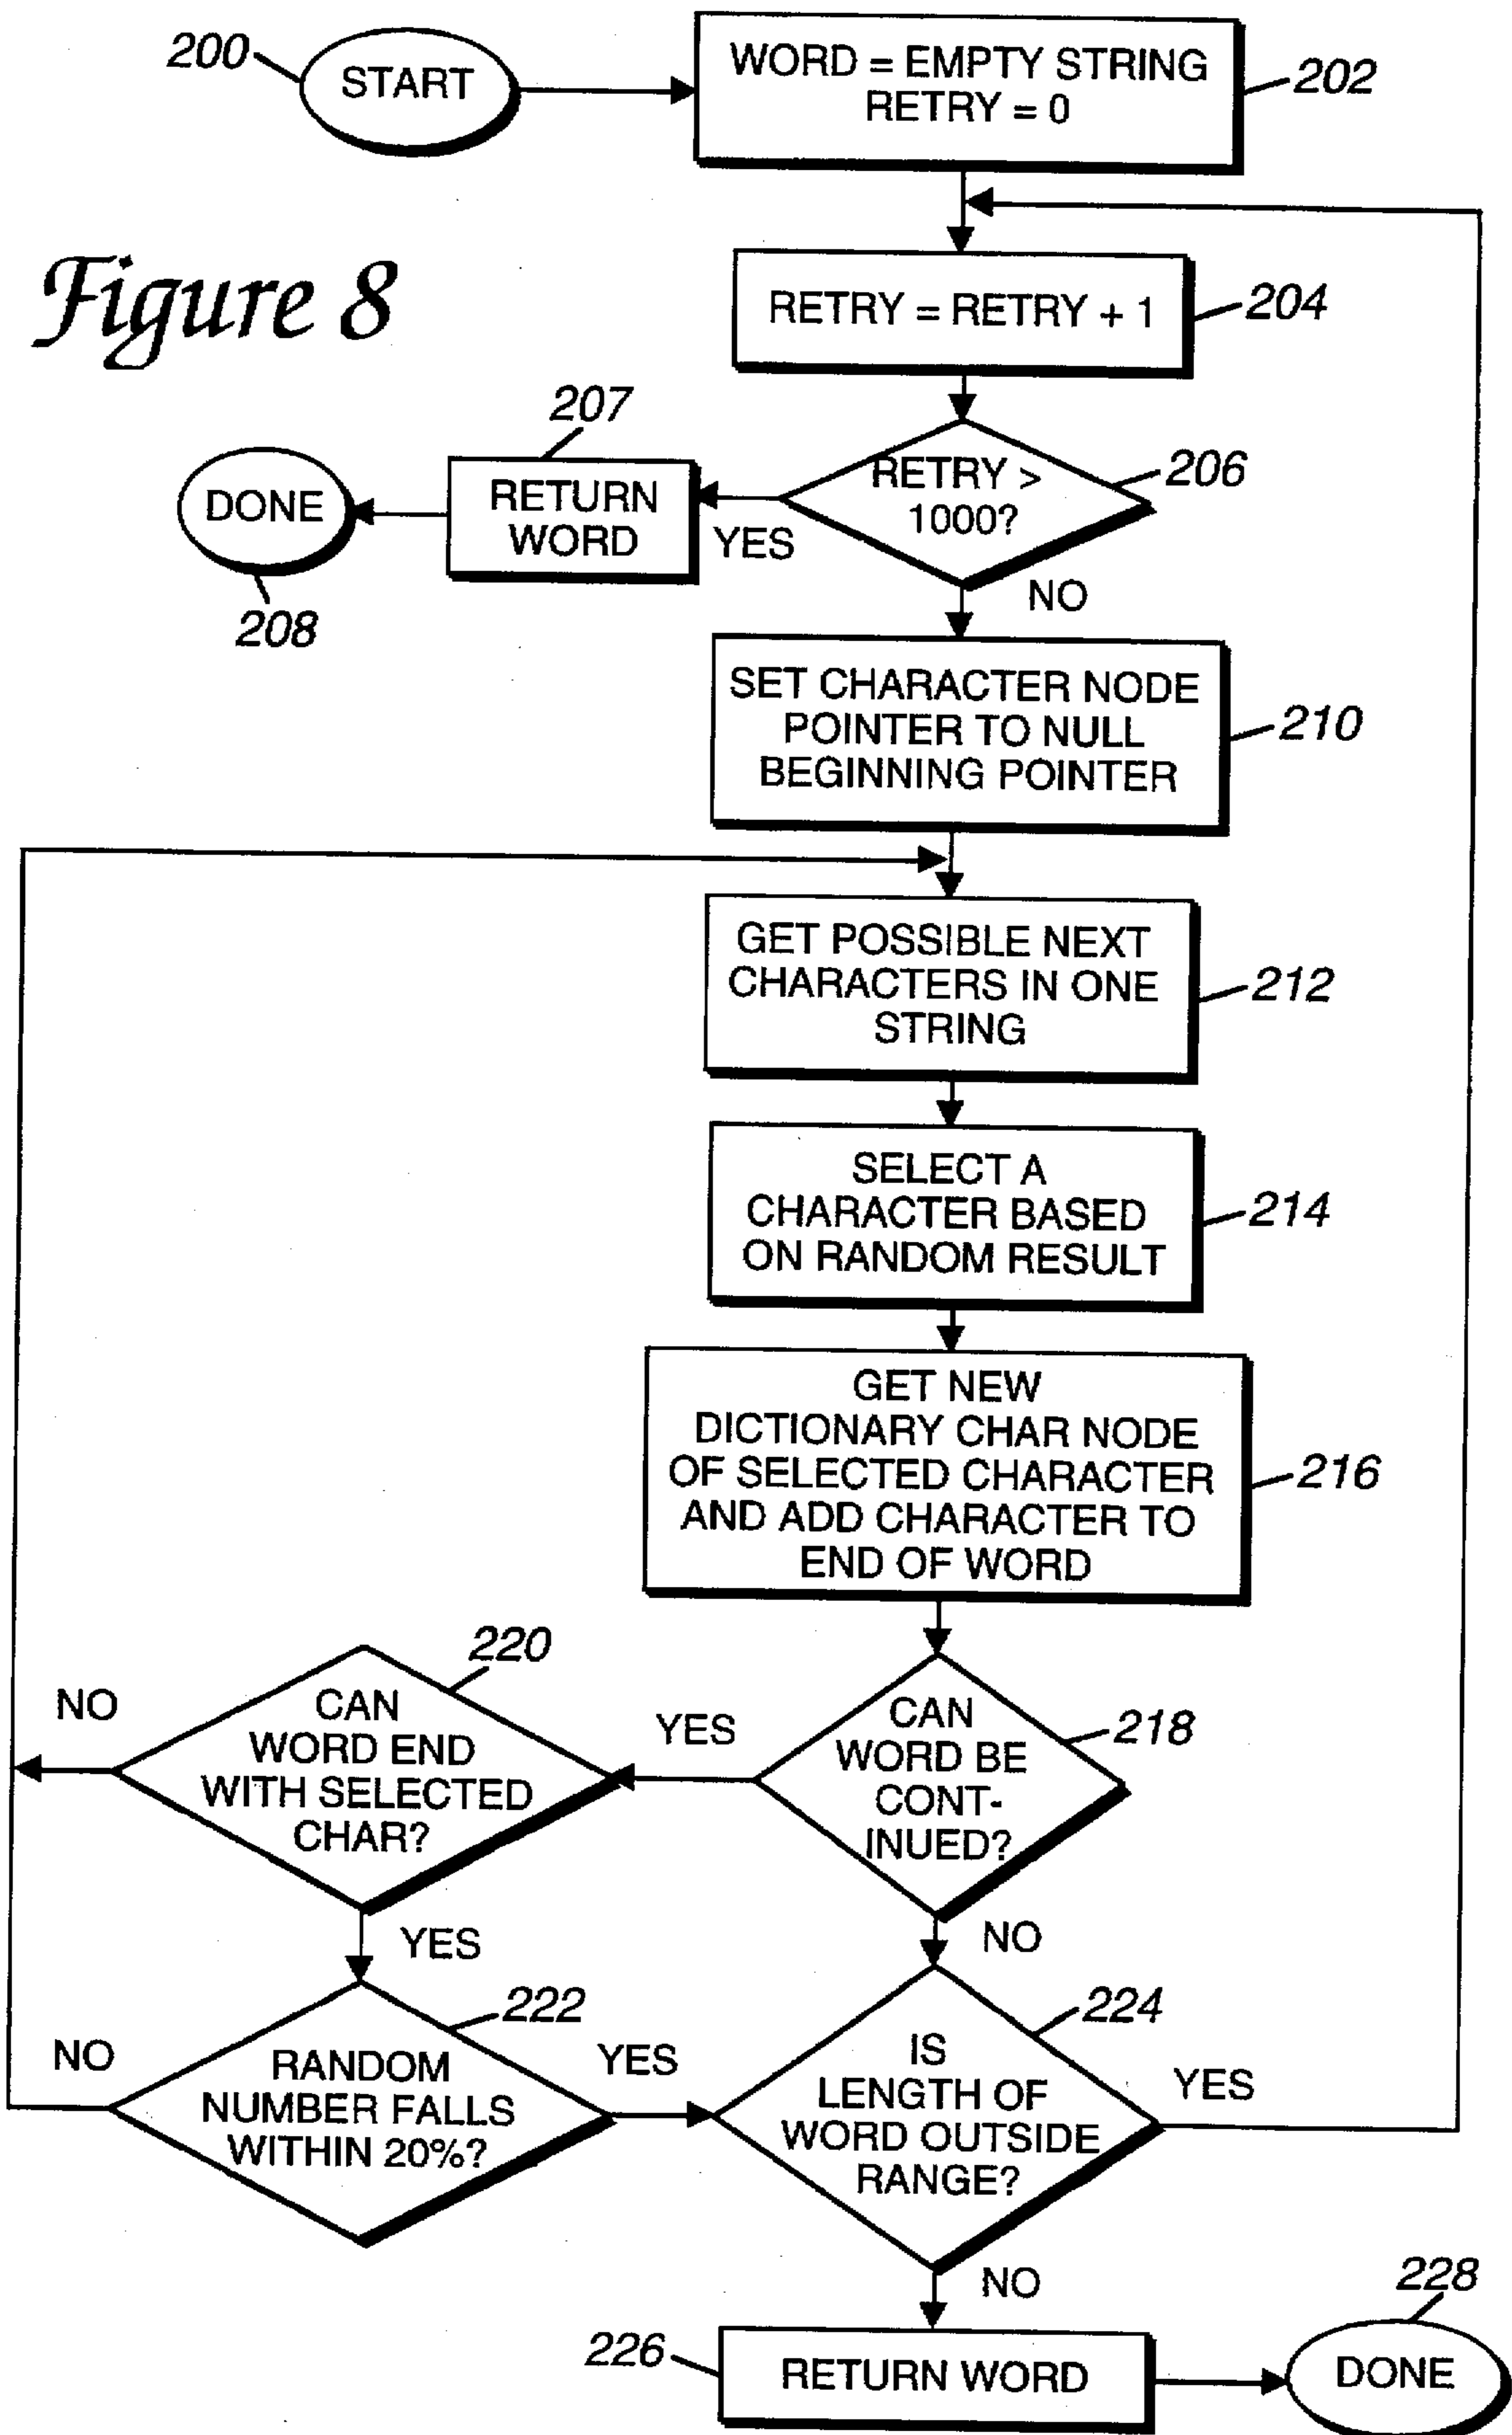 200
START
WORD = EMPTY STRING
RETRY = 0
202
Figure 8
RETRY = RETRY + 1
204
207
RETRY >
1000?
206
DONE
RETURN
WORD
YES
208
NO
SET CHARACTER NODE
POINTER TO NULL
BEGINNING POINTER
210
GET POSSIBLE NEXT
CHARACTERS IN ONE
STRING
212
SELECT A
CHARACTER BASED
ON RANDOM RESULT
214
GET NEW
DICTIONARY CHAR NODE
OF SELECTED CHARACTER
AND ADD CHARACTER TO
END OF WORD
216
220
NO
CAN
WORD END
WITH SELECTED
CHAR?
YES
CAN
WORD BE
CONT-
INUED?
218
YES
NO
222
224
NO
RANDOM
NUMBER FALLS
WITHIN 20%?
YES
IS
LENGTH OF
WORD OUTSIDE
RANGE?
YES
NO
228
226
RETURN WORD
DONE